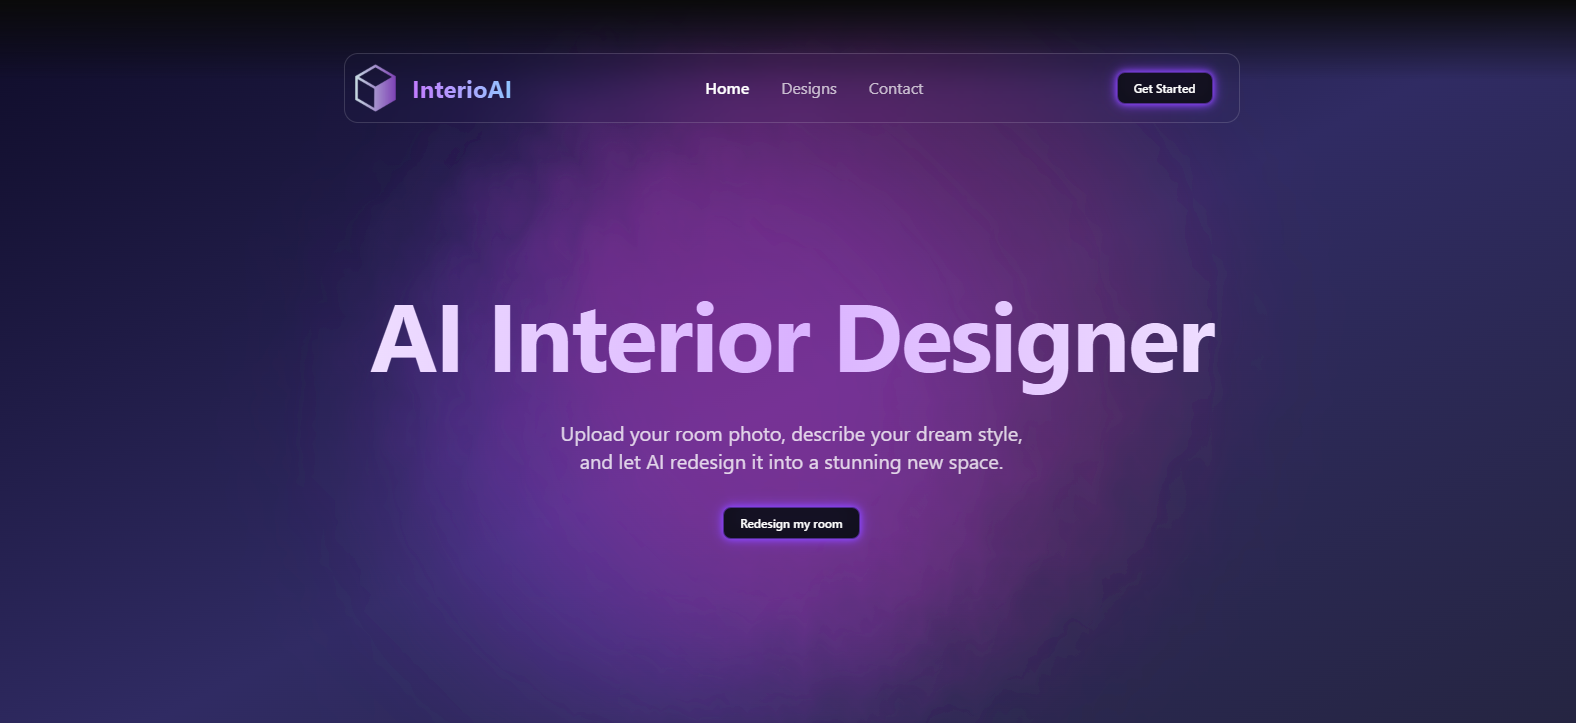 InterioAI
Home
Designs
Contact
Get Started
AI Interior Designer
Upload your room photo, describe your dream style,
and let AI redesign it into a stunning new space.
Redesign my room